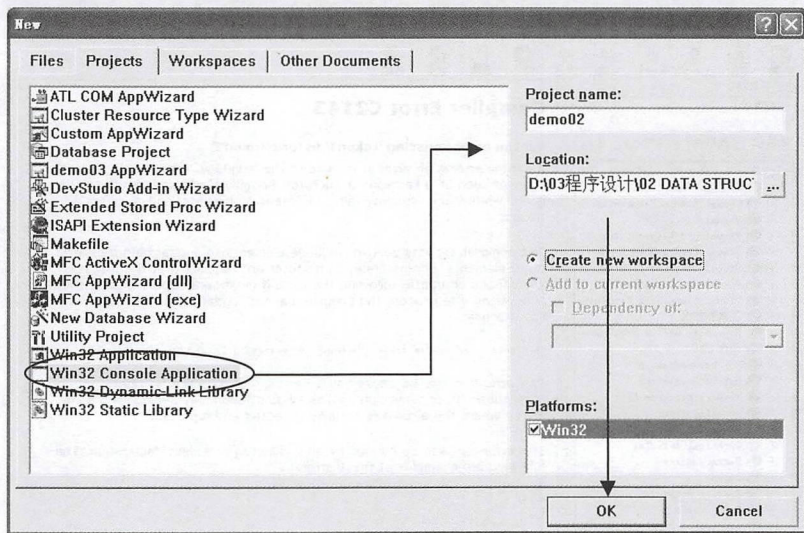 New
Files
Projects
Workspaces
Other Documents
ATL COM AppWizard
Cluster Resource Type Wizard
Custom AppWizard
Database Project
demo03 AppWizard
DevStudio Add-in Wizard
Extended Stored Proc Wizard
ISAPI Extension Wizard
Makefile
MFC ActiveX ControlWizard
MFC AppWizard (dll)
MFC AppWizard (exe)
New Database Wizard
Utility Project
Win32 Application
Win32 Console Application
Win32 Dynamic-Link Library
Win32 Static Library
Project name:
demo02
Location:
D:\03程序设计\02 DATA STRUC
...
Create new workspace
Add to current workspace
Dependency of:
Platforms:
Win32
OK
Cancel